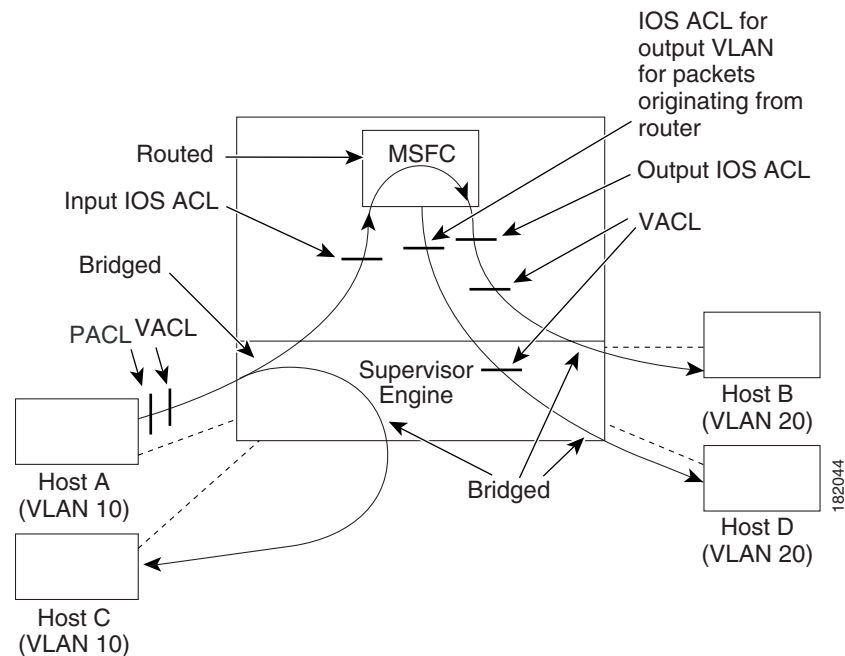 IOS ACL for
output VLAN
for packets
originating from
router
Routed
MSFC
Output IOS ACL
Input IOS ACL
VACL
Bridged
PACL
VACL
Supervisor
Engine
Host B
(VLAN 20)
Host A
(VLAN 10)
Bridged
Host D
(VLAN 20)
182044
Host C
(VLAN 10)